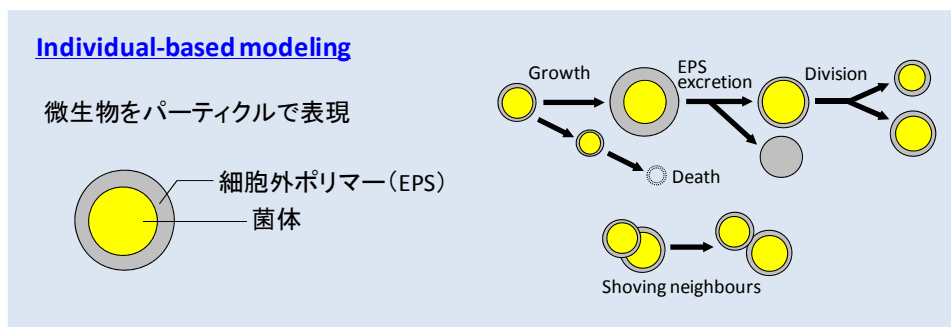 Individual-based modeling
微生物をパーティクルで表現
細胞外ポリマー(EPS)
菌体
Growth
EPS
excretion
Division
Death
Shoving neighbours